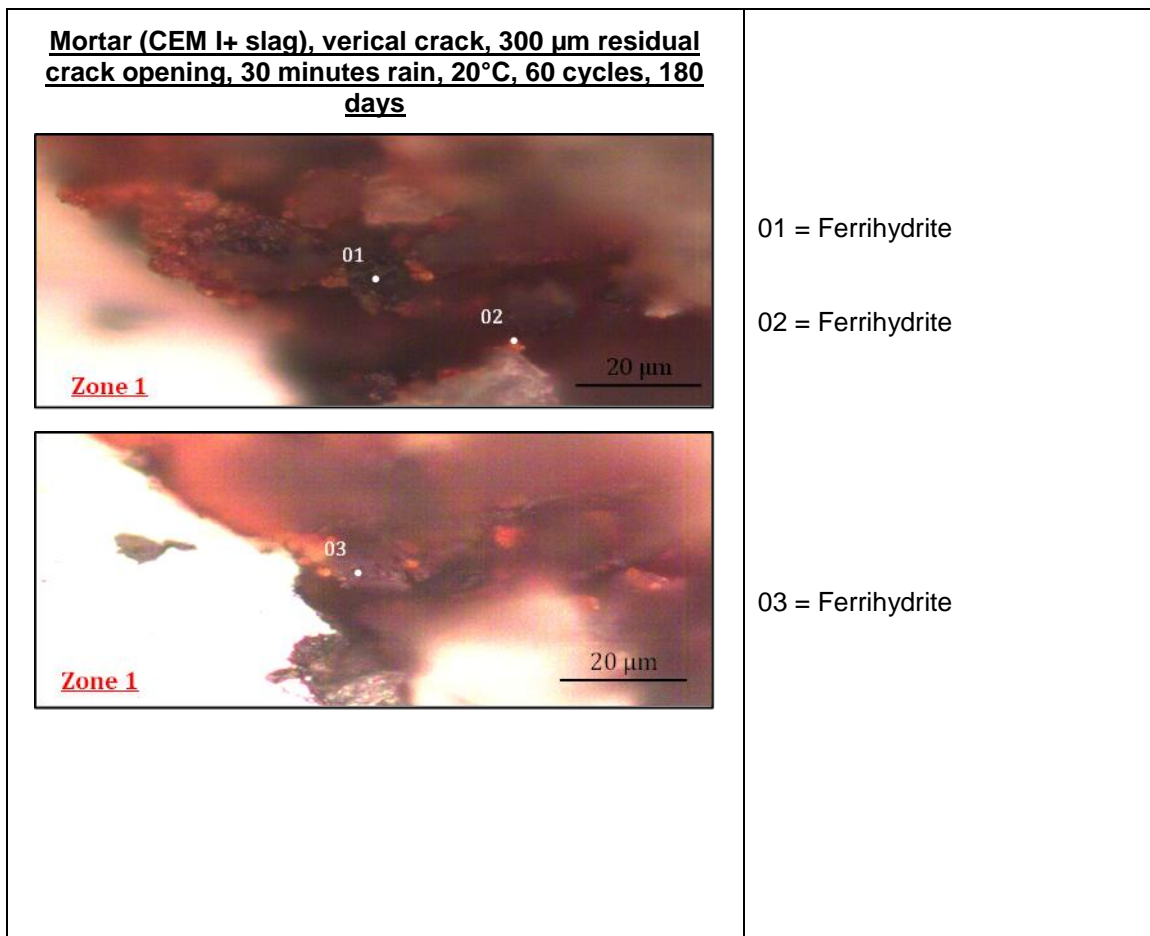 Mortar (CEM I+ slag), verical crack, 300 µm residual
crack opening, 30 minutes rain, 20°C, 60 cycles, 180
days
01
02
20 µm
Zone 1
03
20 µm
Zone 1
01 = Ferrihydrite
02 = Ferrihydrite
03 = Ferrihydrite